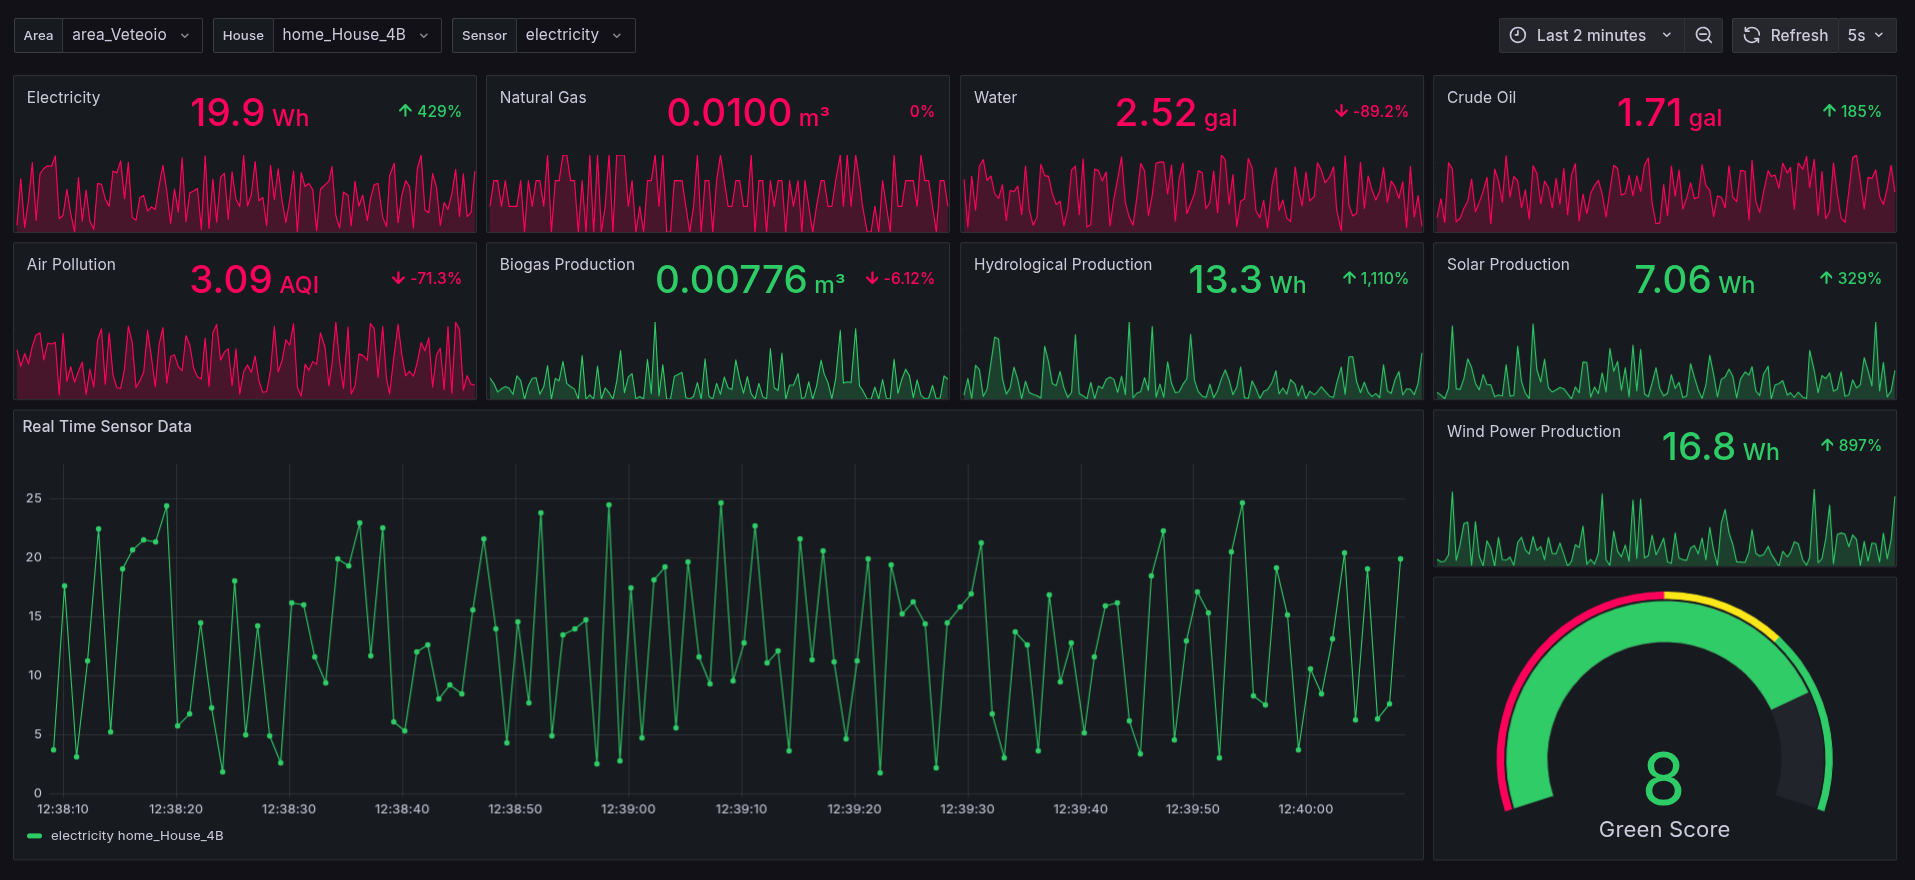 Area area_Veteoio House home_House_4B Sensor electricity Last 2 minutes Refresh 5s
Electricity 19.9 Wh 429%
Natural Gas 0.0100 m³ 0%
Water 2.52 gal -89.2%
Crude Oil 1.71 gal 185%
Air Pollution 3.09 AQI -71.3%
Biogas Production 0.00776 m³ -6.12%
Hydrological Production 13.3 Wh 1,110%
Solar Production 7.06 Wh 329%
Real Time Sensor Data
25
20
15
10
5
0
12:38:10 12:38:20 12:38:30 12:38:40 12:38:50 12:39:00 12:39:10 12:39:20 12:39:30 12:39:40 12:39:50 12:40:00
electricity home_House_4B
Wind Power Production 16.8 Wh 897%
8
Green Score